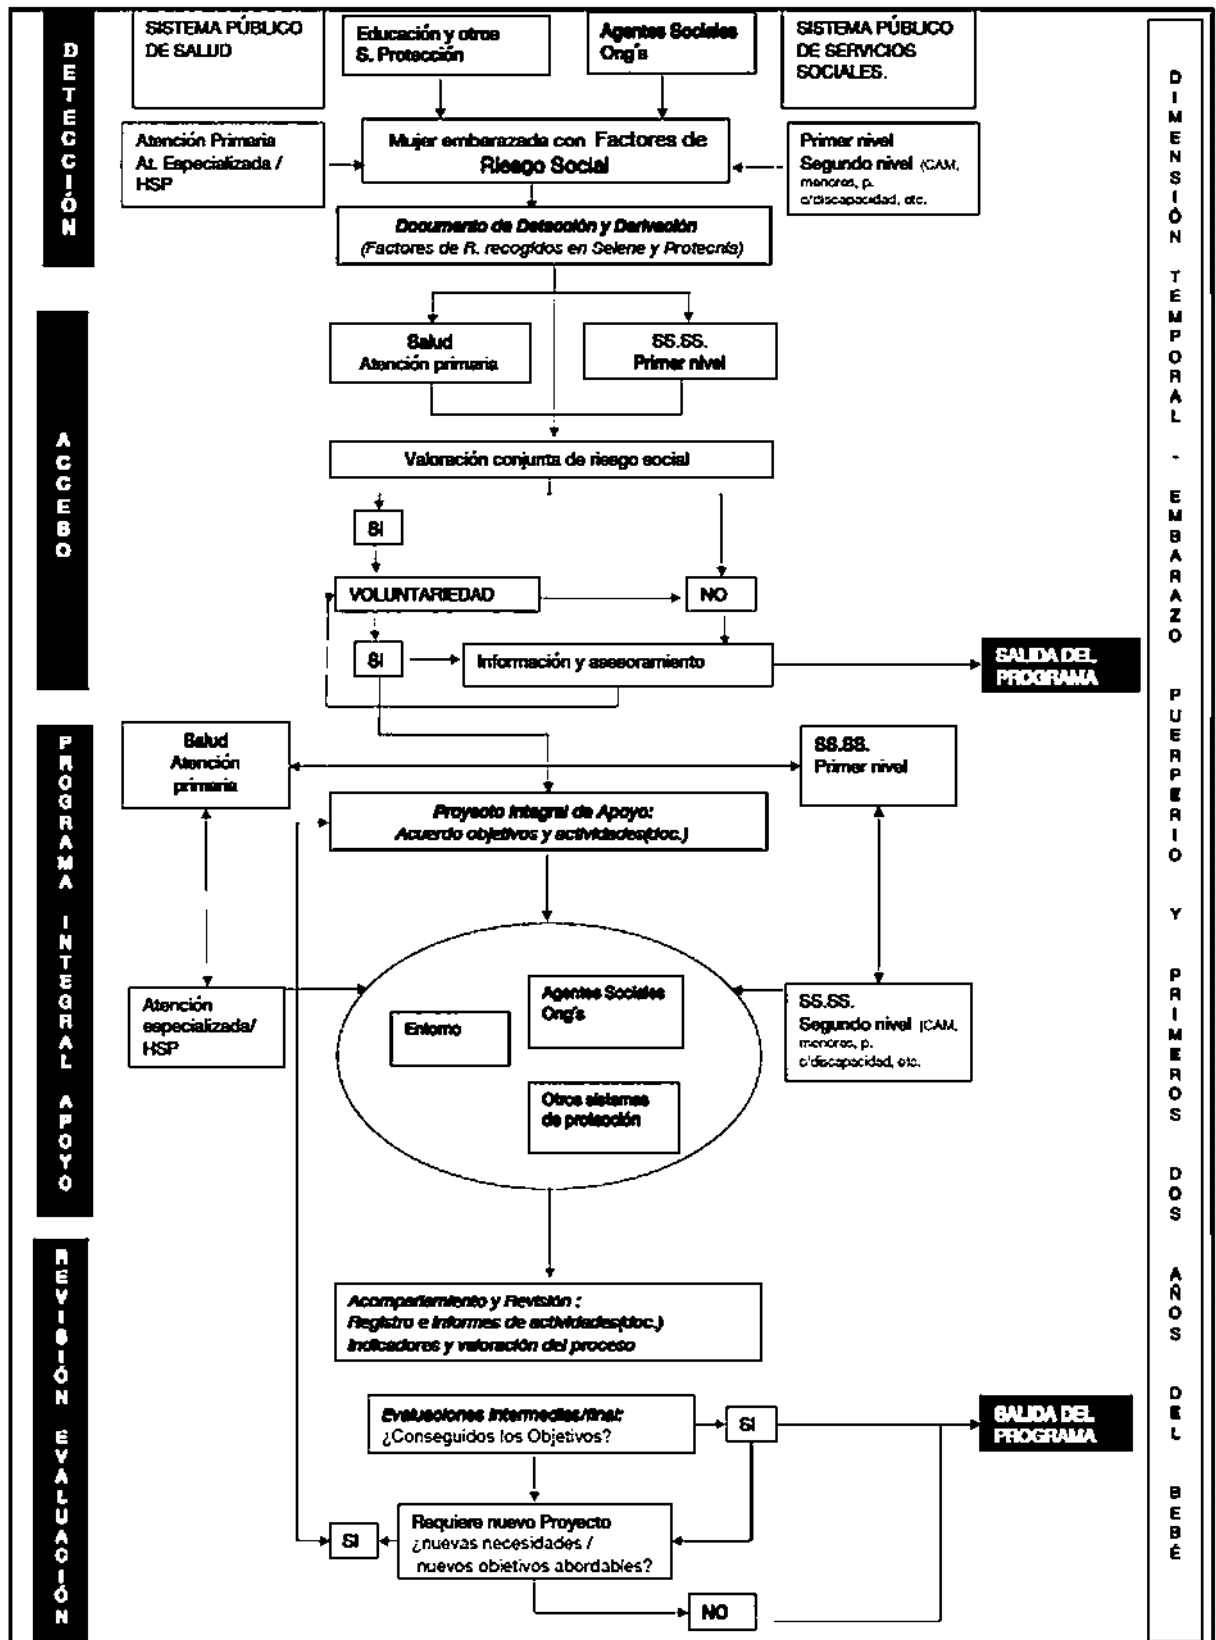 DETECCIÓN
SISTEMA PÚBLICO
DE SALUD
Educación y otros
S. Protección
Agentes Sociales
Ong´s
SISTEMA PÚBLICO
DE SERVICIOS
SOCIALES.
Atención Primaria
At. Especializada /
HSP
Mujer embarazada con Factores de
Riesgo Social
Primer nivel
Segundo nivel (CAM,
menores, p.
c/discapacidad, etc.
Documento de Detección y Derivación
(Factores de R. recogidos en Selene y Protecnía)
ACCESO
Salud
Atención primaria
SS.SS.
Primer nivel
Valoración conjunta de riesgo social
SI
VOLUNTARIEDAD
NO
SI
Información y asesoramiento
SALIDA DEL
PROGRAMA
PROGRAMA INTEGRAL APOYO
Salud
Atención
primaria
SS.SS.
Primer nivel
Proyecto Integral de Apoyo:
Acuerdo objetivos y actividades(doc.)
Atención
especializada/
HSP
Entorno
Agentes Sociales
Ong´s
Otros sistemas
de protección
SS.SS.
Segundo nivel (CAM,
menores, p.
c/discapacidad, etc.
REVISIÓN EVALUACIÓN
Acompañamiento y Revisión :
Registro e informes de actividades(doc.)
Indicadores y valoración del proceso
Evaluaciones intermedias/final:
¿Conseguidos los Objetivos?
SI
SALIDA DEL
PROGRAMA
Requiere nuevo Proyecto
¿nuevas necesidades /
nuevos objetivos abordables?
SI
NO
DIMENSIÓN TEMPORAL - EMBARAZO PUERPERIO Y PRIMEROS DOS AÑOS DEL BEBÉ